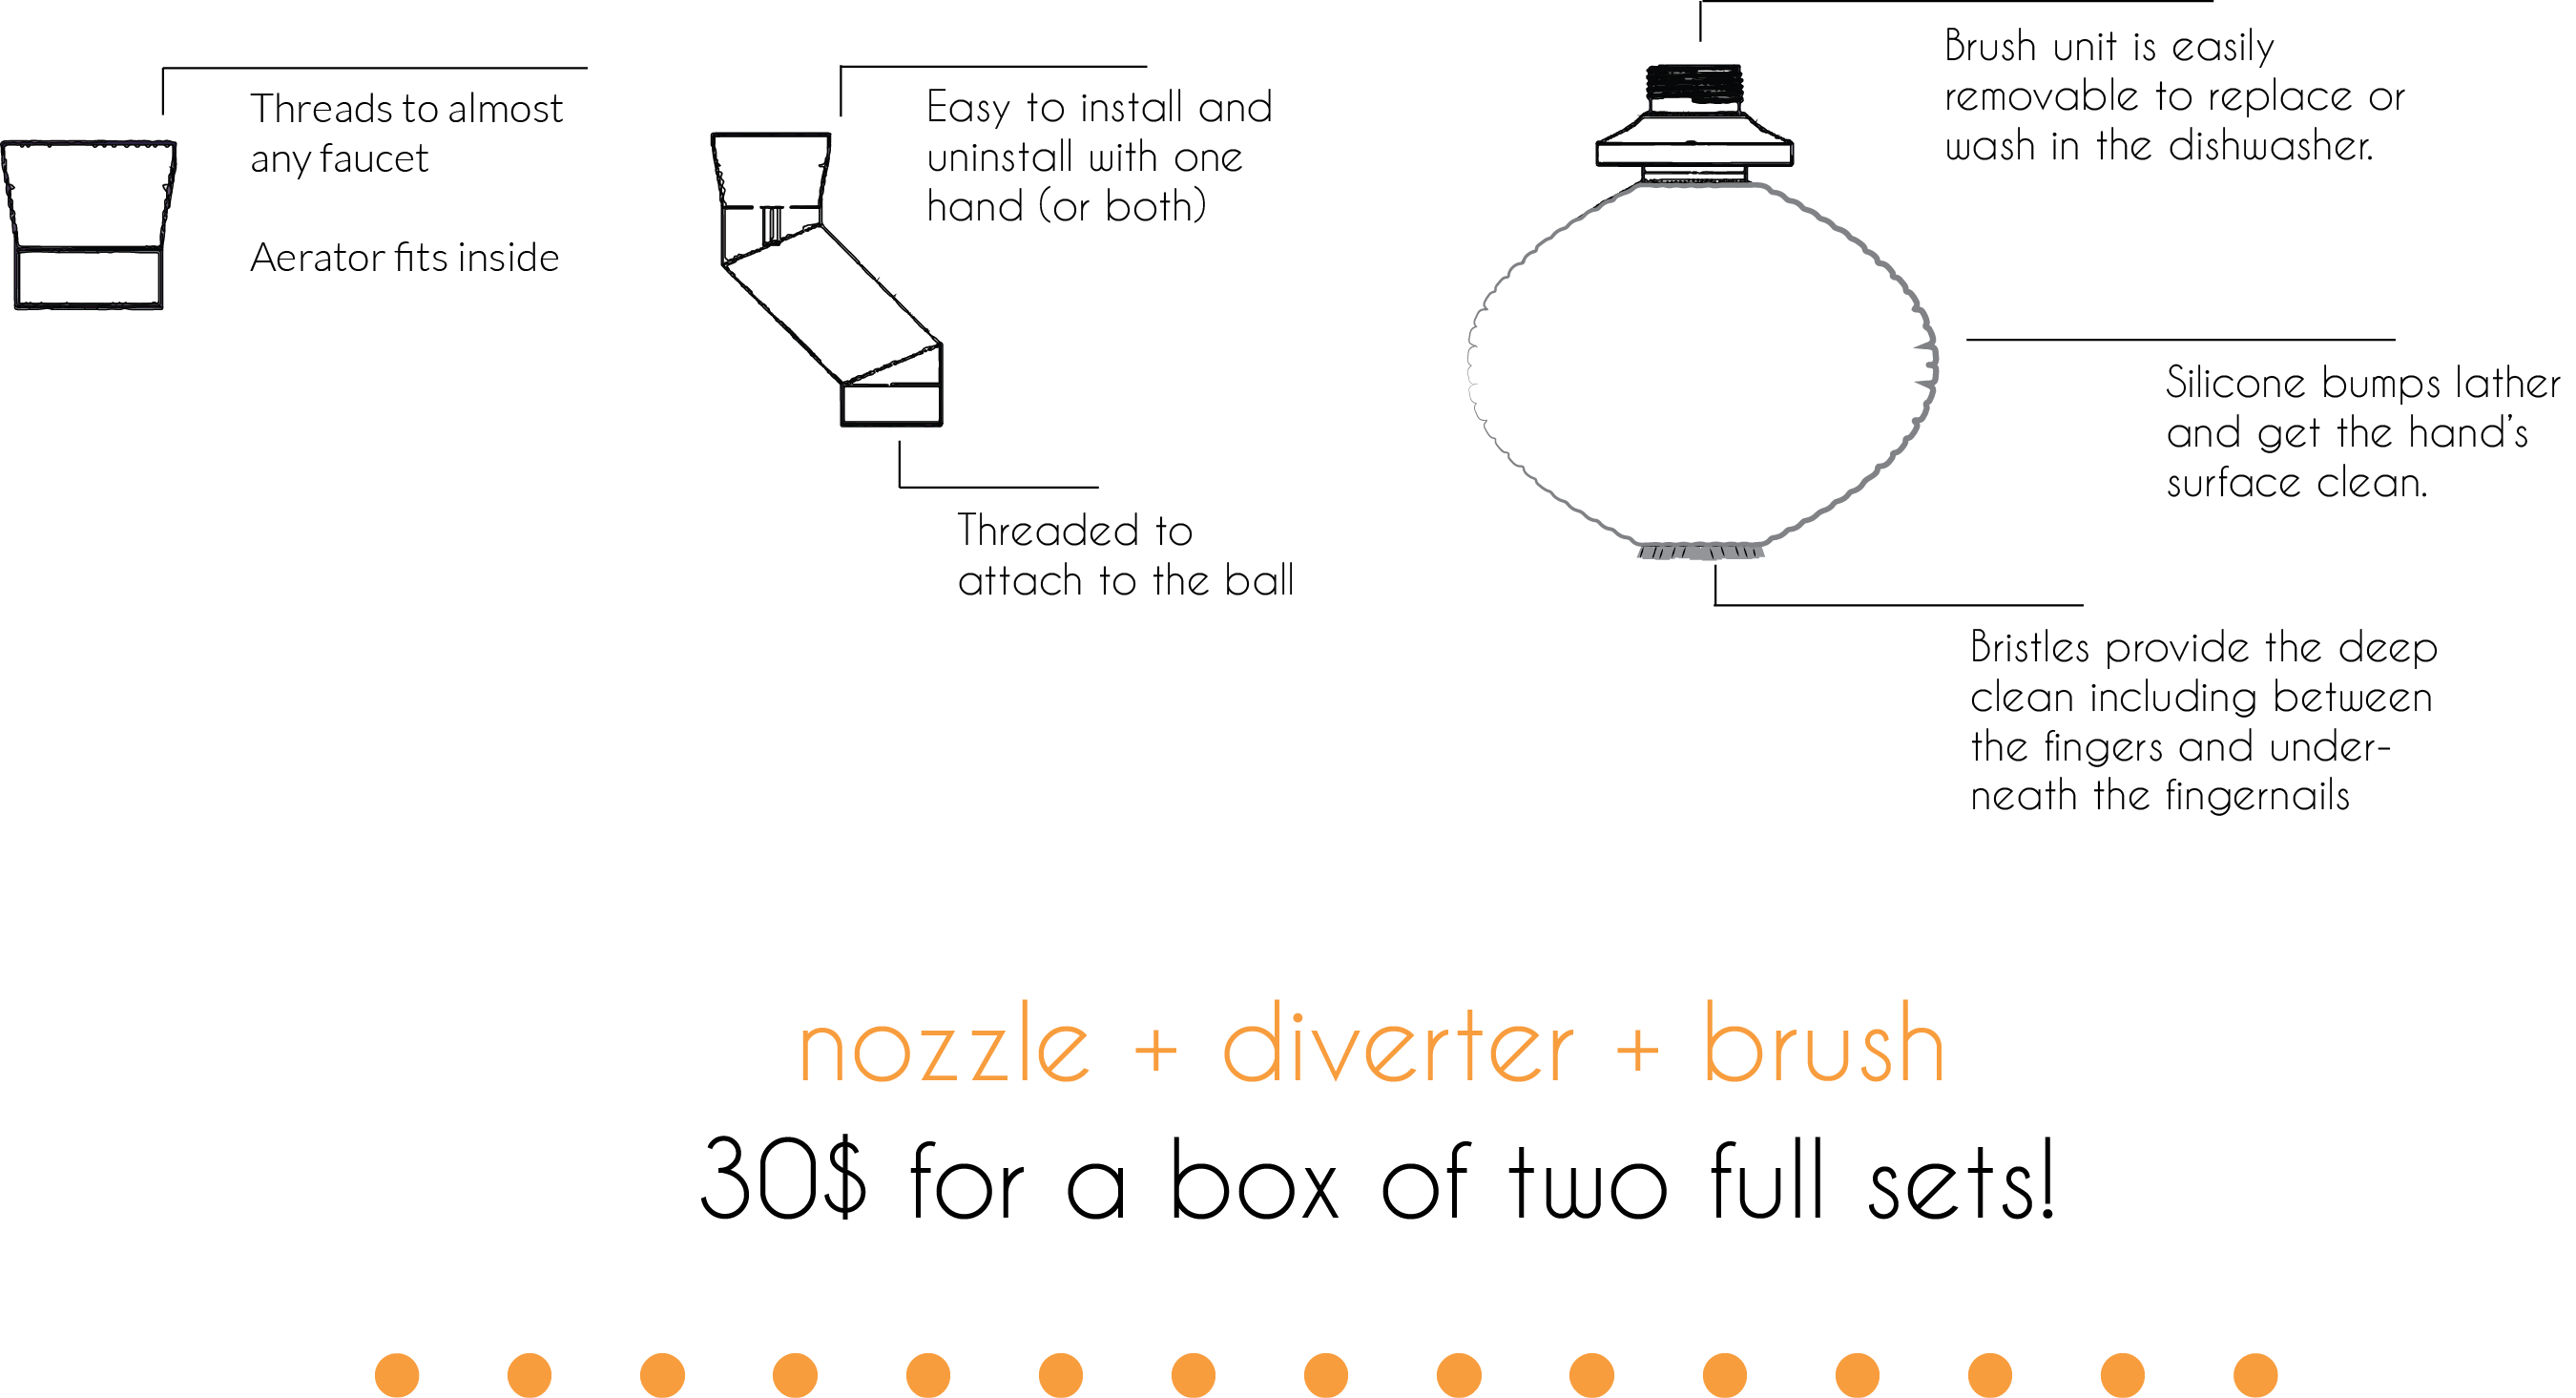 Threads to almost
any faucet
Aerator fits inside
Easy to install and
uninstall with one
hand (or both)
Threaded to
attach to the ball
Brush unit is easily
removable to replace or
wash in the dishwasher.
Silicone bumps lather
and get the hand's
surface clean.
Bristles provide the deep
clean including between
the fingers and under-
neath the fingernails
nozzle + diverter + brush
30$ for a box of two full sets!